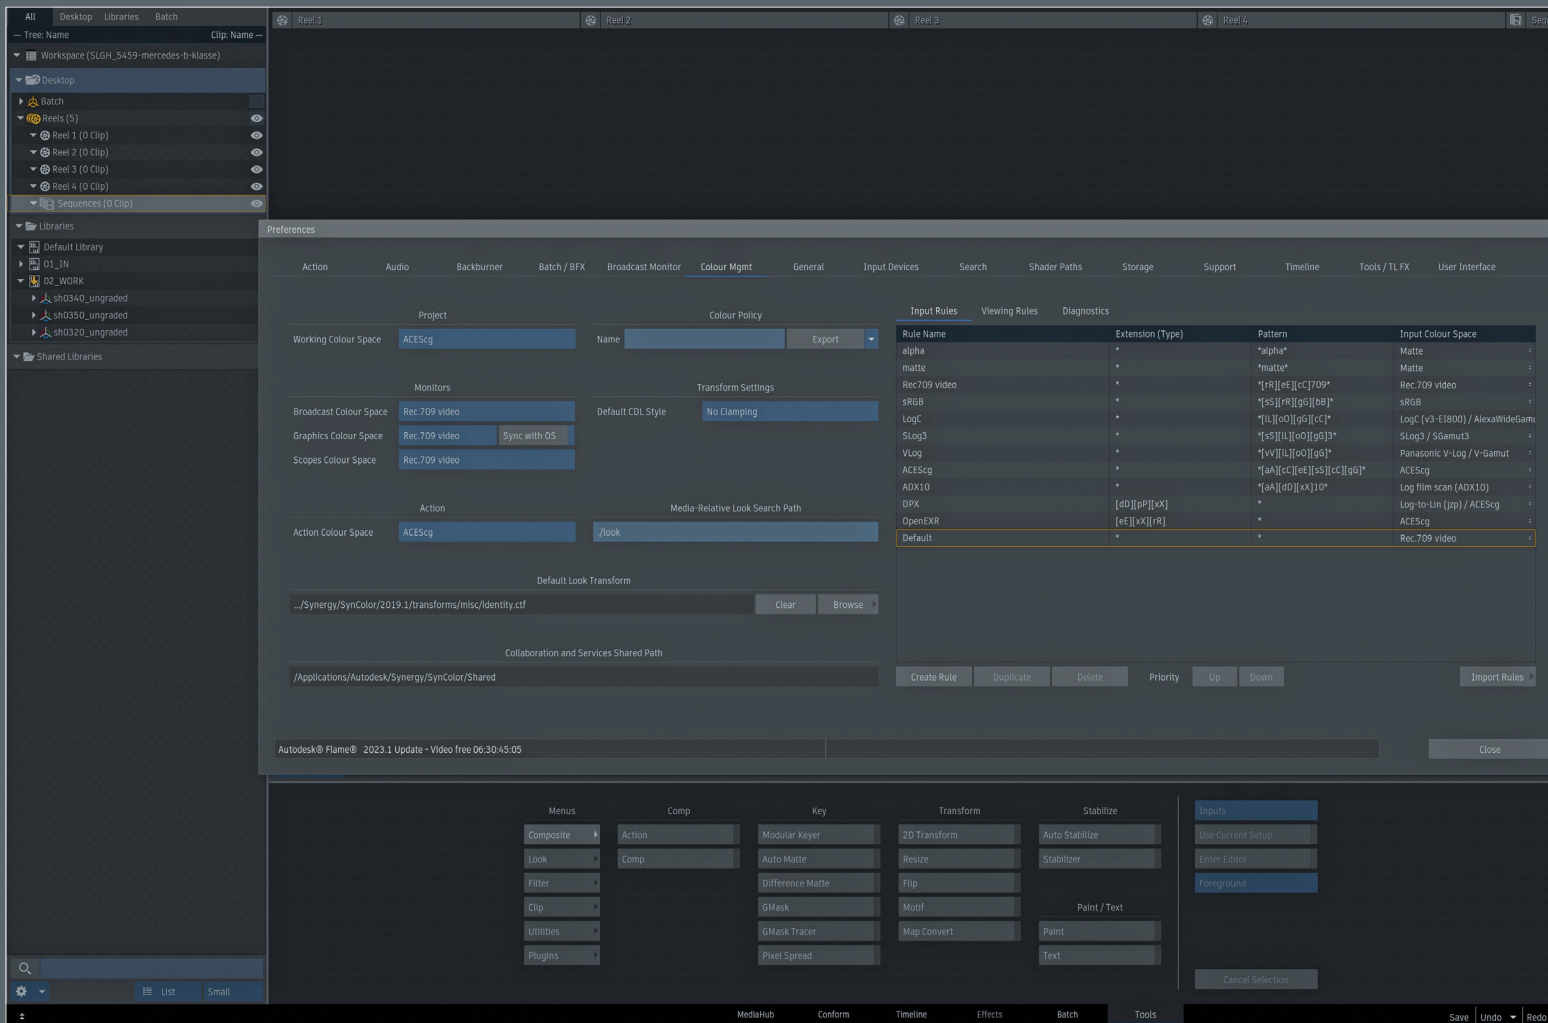 All Desktop Libraries Batch
Reel 1 Reel 2 Reel 3 Reel 4
— Tree: Name Clip: Name —
Workspace (SLGH_5459-mercedes-b-klasse)
Desktop
Batch
Reels (5)
Reel 1 (0 Clip)
Reel 2 (0 Clip)
Reel 3 (0 Clip)
Reel 4 (0 Clip)
Sequences (0 Clip)
Libraries
Default Library
01_IN
02_WORK
sh0340_ungraded
sh0350_ungraded
sh0320_ungraded
Shared Libraries
Preferences
Action Audio Backburner Batch / BFX Broadcast Monitor Colour Mgmt General Input Devices Search Shader Paths Storage Support Timeline Tools / TL FX User Interface
Project
Working Colour Space ACEScg
Colour Policy
Name Export
Monitors
Broadcast Colour Space Rec.709 video
Graphics Colour Space Rec.709 video Sync with OS
Scopes Colour Space Rec.709 video
Transform Settings
Default CDL Style No Clamping
Action
Action Colour Space ACEScg
Media-Relative Look Search Path
./look
Default Look Transform
.../Synergy/SynColor/2019.1/transforms/misc/identity.ctf Clear Browse
Collaboration and Services Shared Path
/Applications/Autodesk/Synergy/SynColor/Shared
Input Rules Viewing Rules Diagnostics
Rule Name Extension (Type) Pattern Input Colour Space
alpha * *alpha* Matte
matte * *matte* Matte
Rec709 video * *[rR][eE][cC]709* Rec.709 video
sRGB * *[sS][rR][gG][bB]* sRGB
LogC * *[lL][oO][gG][cC]* LogC (v3-EI800) / AlexaWideGamu
SLog3 * *[sS][lL][oO][gG]3* SLog3 / SGamut3
VLog * *[vV][lL][oO][gG]* Panasonic V-Log / V-Gamut
ACEScg * *[aA][cC][eE][sS][cC][gG]* ACEScg
ADX10 * *[aA][dD][xX]10* Log film scan (ADX10)
DPX [dD][pP][xX] * Log-to-Lin (jzp) / ACEScg
OpenEXR [eE][xX][rR] * ACEScg
Default * * Rec.709 video
Create Rule Duplicate Delete Priority Up Down Import Rules
Autodesk® Flame® 2023.1 Update - Video free 06:30:45:05
Close
Menus Comp Key Transform Stabilize Inputs
Composite Action Modular Keyer 2D Transform Auto Stabilize Use Current Setup
Look Comp Auto Matte Resize Stabilizer Enter Editor
Filter Difference Matte Flip Foreground
Clip GMask Motif Paint / Text
Utilities GMask Tracer Map Convert Paint
Plugins Pixel Spread Text
Cancel Selection
List Small
MediaHub Conform Timeline Effects Batch Tools
Save Undo Redo